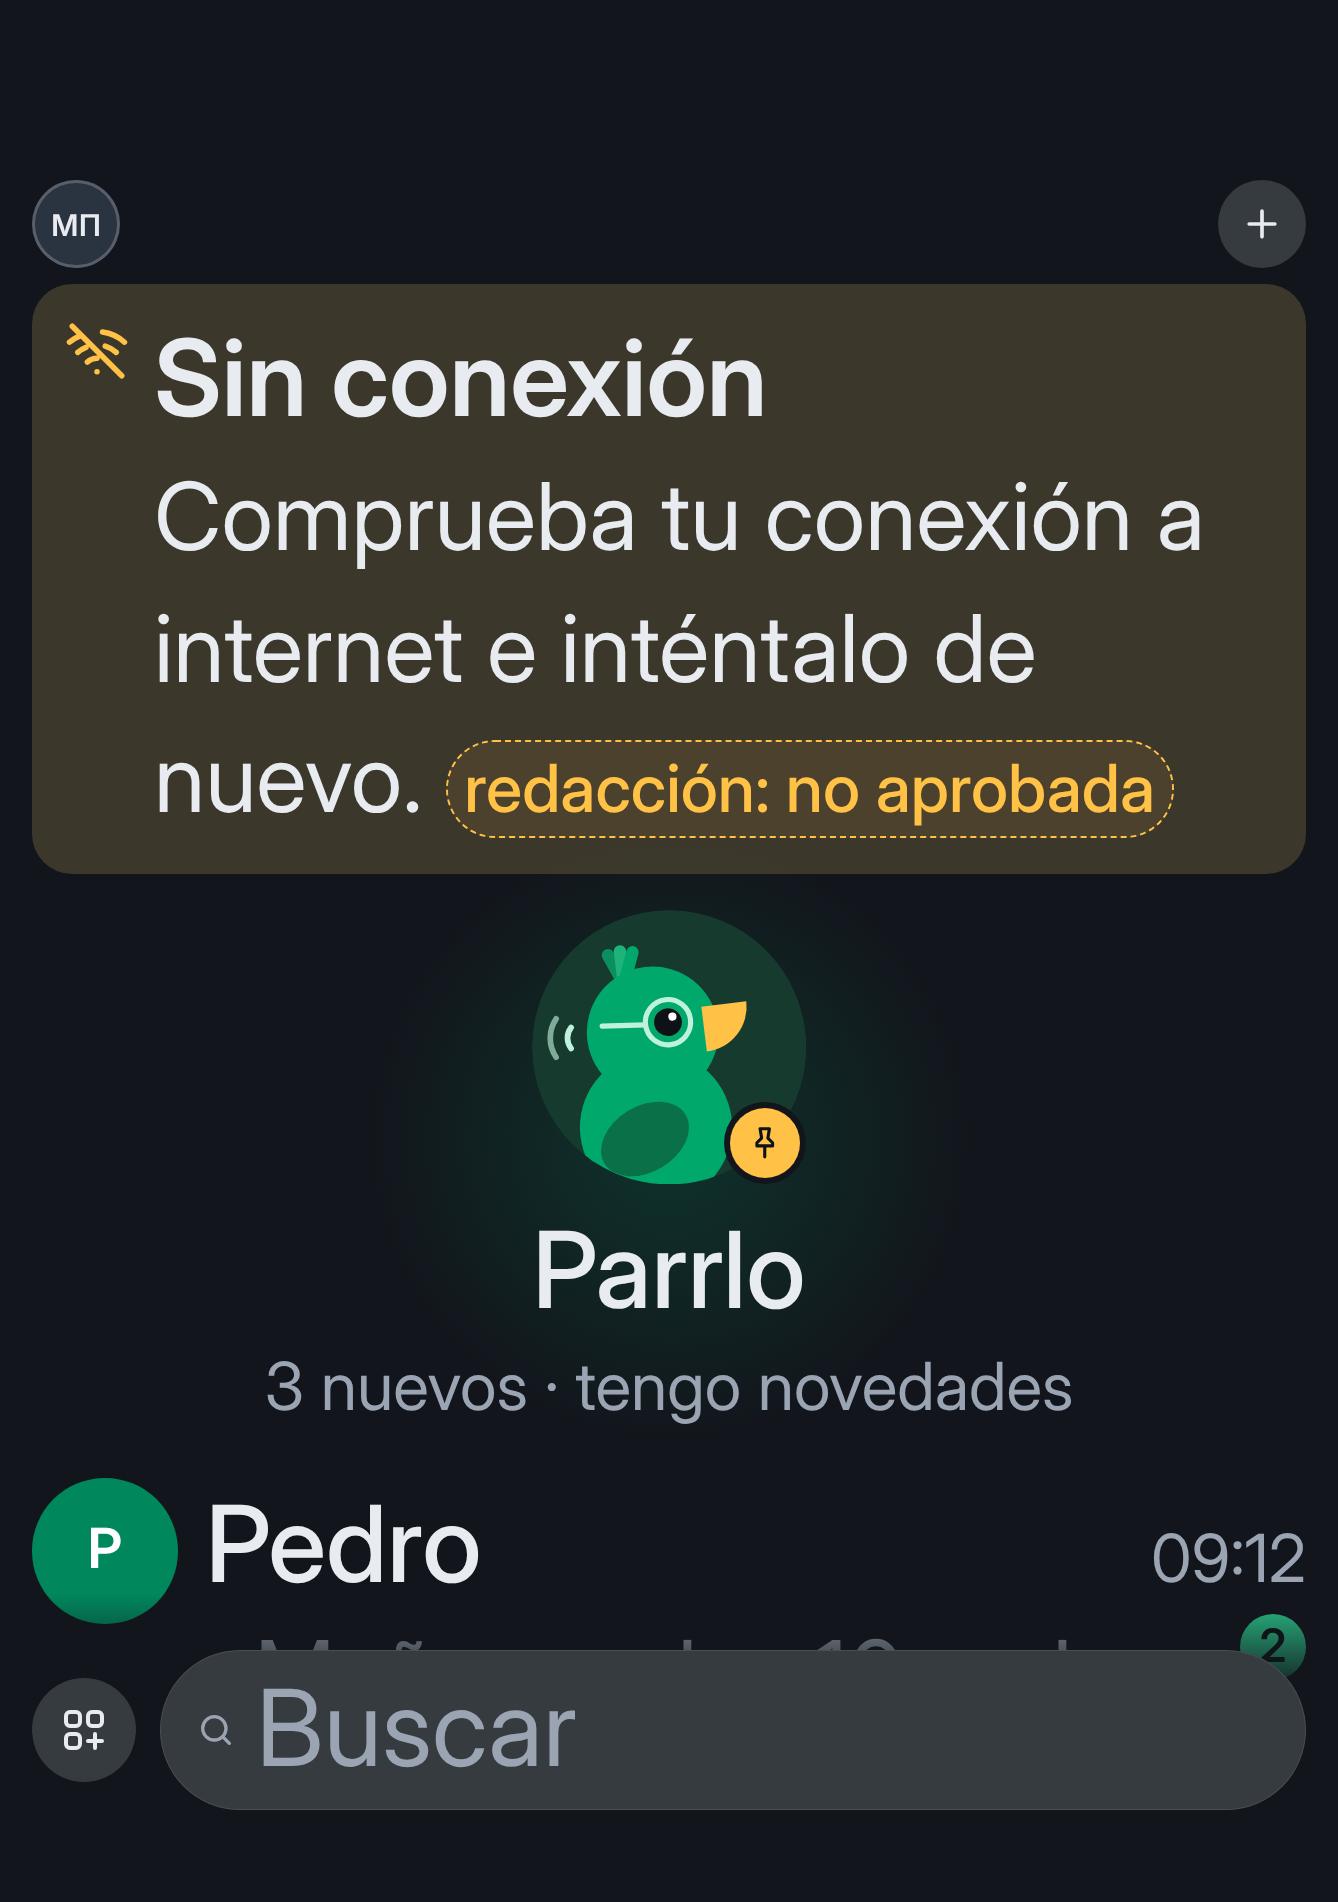 МП
Sin conexión
Comprueba tu conexión a
internet e inténtalo de
nuevo. redacción: no aprobada
Parrlo
3 nuevos · tengo novedades
P Pedro 09:12
2
Buscar